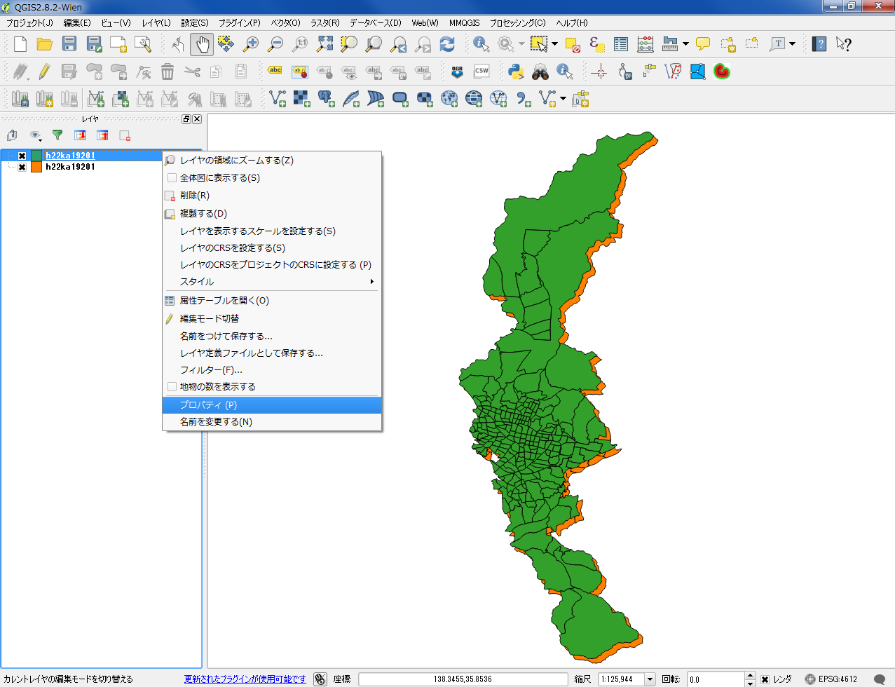 QGIS2.8.2-Wien
プロジェクト(J) 編集(E) ビュー(V) レイヤ(L) 設定(S) プラグイン(P) ベクタ(O) ラスタ(R) データベース(D) Web(W) MMQGIS プロセッシング(C) ヘルプ(H)
abc abc abc abc abc abc CSW
レイヤ
h22ka19201
h22ka19201
レイヤの領域にズームする(Z)
全体図に表示する(S)
削除(R)
複製する(D)
レイヤを表示するスケールを設定する(S)
レイヤのCRSを設定する(S)
レイヤのCRSをプロジェクトのCRSに設定する (P)
スタイル
属性テーブルを開く(O)
編集モード切替
名前をつけて保存する...
レイヤ定義ファイルとして保存する...
フィルター(F)...
地物の数を表示する
プロパティ (P)
名前を変更する(N)
カレントレイヤの編集モードを切り替える 更新されたプラグインが使用可能です 座標 138.3455,35.8536 縮尺 1:125,944 回転: 0.0 レンダ EPSG:4612